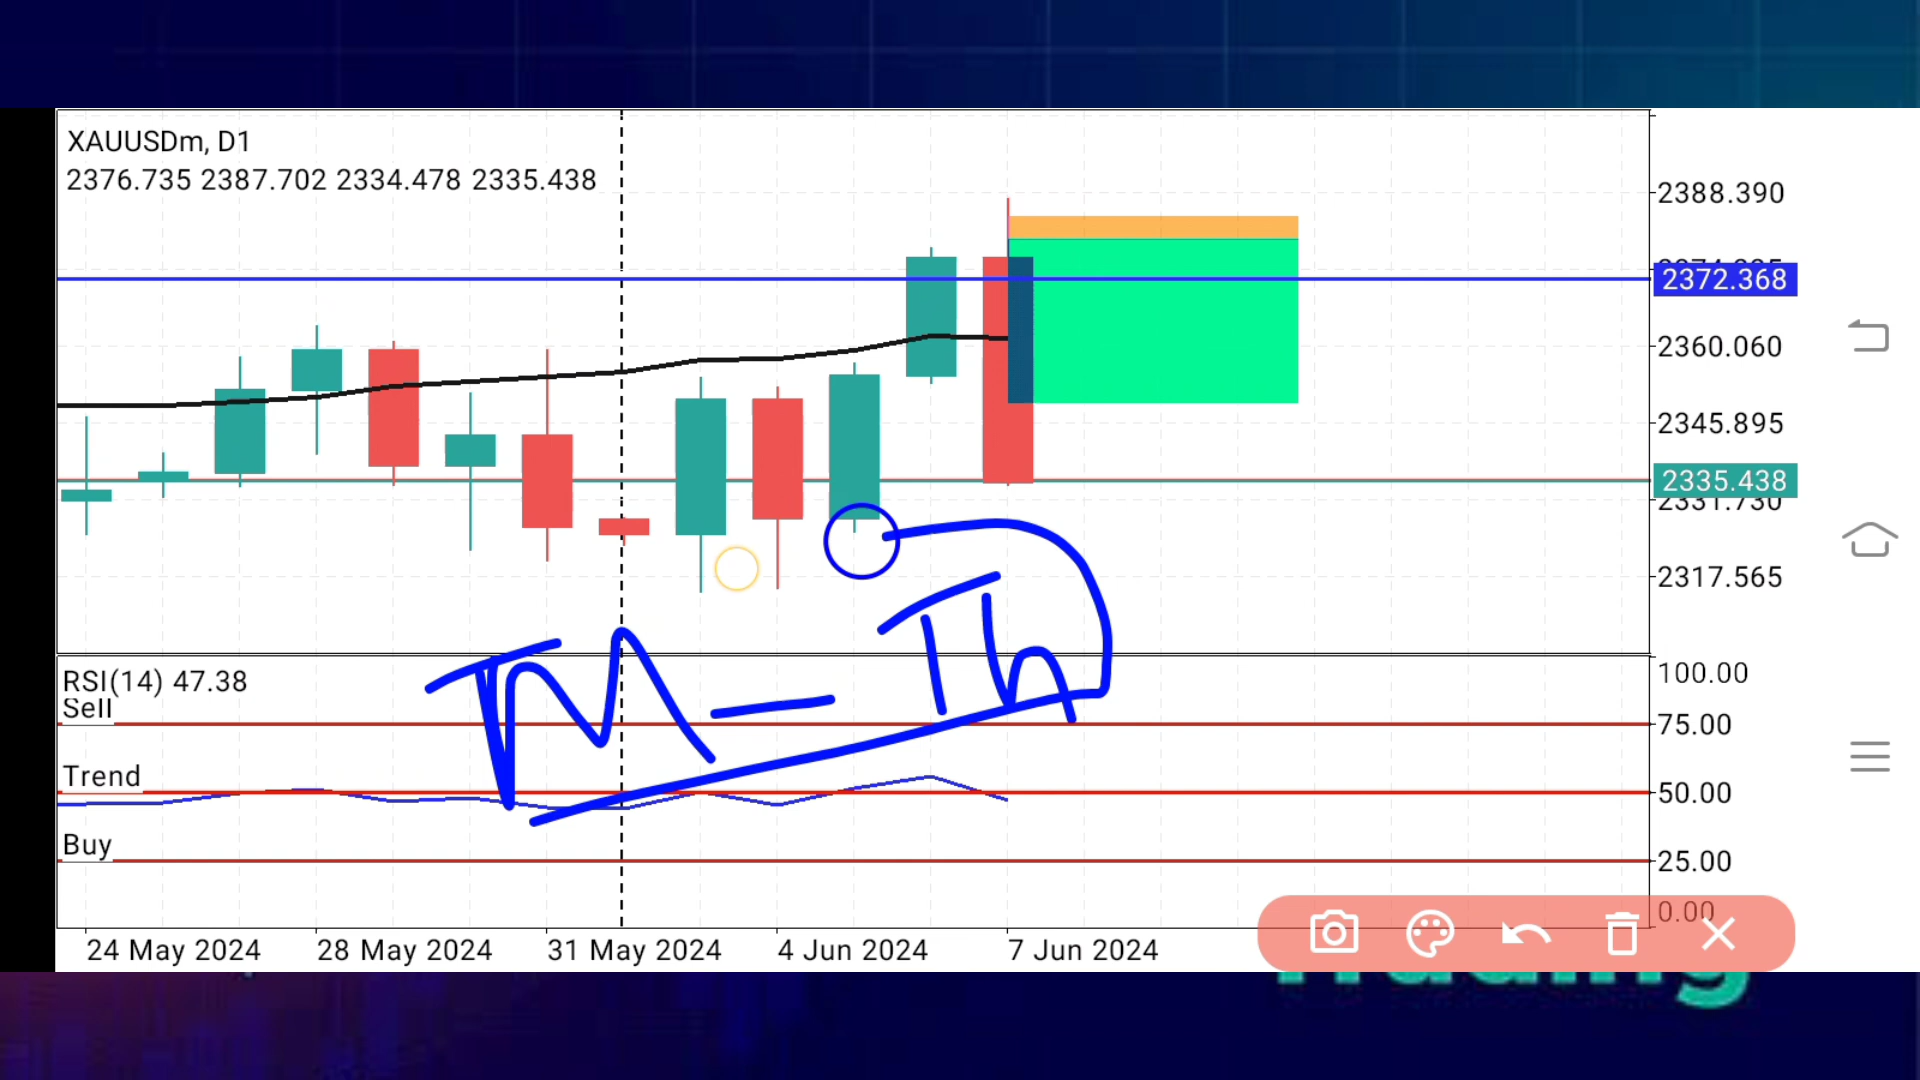 XAUUSDm, D1
2376.735 2387.702 2334.478 2335.438
2388.390
2372.368
2360.060
2345.895
2335.438
2331.730
2317.565
TM - Th
RSI(14) 47.38
Sell
Trend
Buy
100.00
75.00
50.00
25.00
0.00
24 May 2024
28 May 2024
31 May 2024
4 Jun 2024
7 Jun 2024